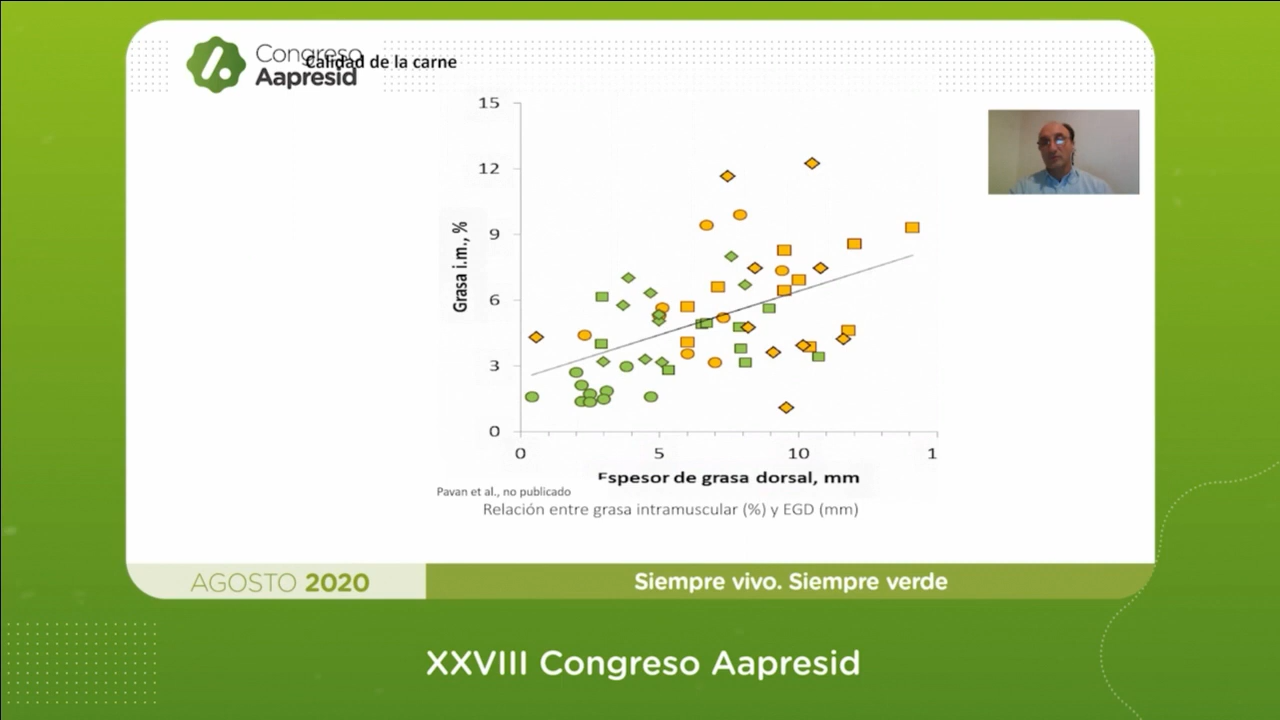 Congreso
Aapresid
Calidad de la carne
15
12
9
6
3
0
Grasa i.m., %
0 5 10 1
Espesor de grasa dorsal, mm
Pavan et al., no publicado
Relación entre grasa intramuscular (%) y EGD (mm)
AGOSTO 2020
Siempre vivo. Siempre verde
XXVIII Congreso Aapresid